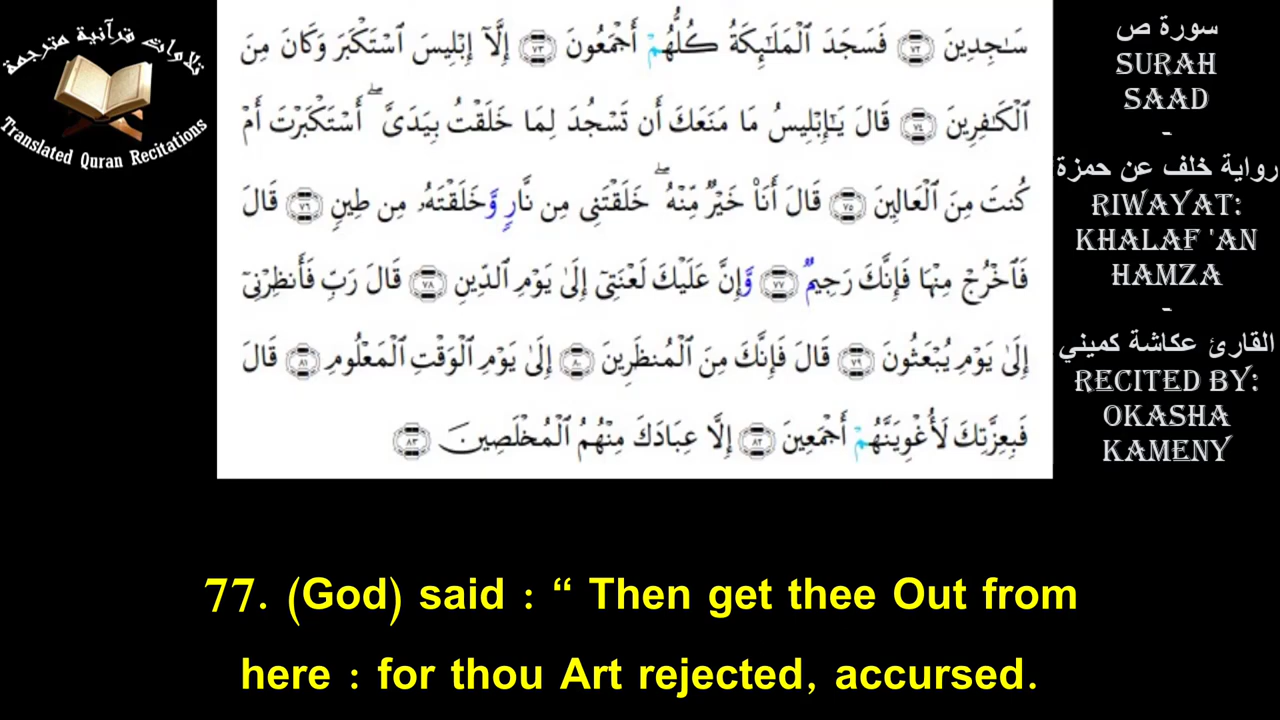 تلاوات قرآنية مترجمة
Translated Quran Recitations
سَـٰجِدِينَ ٧٢ فَسَجَدَ ٱلْمَلَـٰٓئِكَةُ كُلُّهُمْ أَجْمَعُونَ ٧٣ إِلَّآ إِبْلِيسَ ٱسْتَكْبَرَ وَكَانَ مِنَ
ٱلْكَـٰفِرِينَ ٧٤ قَالَ يَـٰٓإِبْلِيسُ مَا مَنَعَكَ أَن تَسْجُدَ لِمَا خَلَقْتُ بِيَدَىَّ ۖ أَسْتَكْبَرْتَ أَمْ
كُنتَ مِنَ ٱلْعَالِينَ ٧٥ قَالَ أَنَا۠ خَيْرٌ مِّنْهُ ۖ خَلَقْتَنِى مِن نَّارٍ وَّخَلَقْتَهُۥ مِن طِينٍ ٧٦ قَالَ
فَٱخْرُجْ مِنْهَا فَإِنَّكَ رَجِيمٌ ٧٧ وَّإِنَّ عَلَيْكَ لَعْنَتِىٓ إِلَىٰ يَوْمِ ٱلدِّينِ ٧٨ قَالَ رَبِّ فَأَنظِرْنِىٓ
إِلَىٰ يَوْمِ يُبْعَثُونَ ٧٩ قَالَ فَإِنَّكَ مِنَ ٱلْمُنظَرِينَ ٨٠ إِلَىٰ يَوْمِ ٱلْوَقْتِ ٱلْمَعْلُومِ ٨١ قَالَ
فَبِعِزَّتِكَ لَأُغْوِيَنَّهُمْ أَجْمَعِينَ ٨٢ إِلَّا عِبَادَكَ مِنْهُمُ ٱلْمُخْلَصِينَ ٨٣
سورة ص
SURAH
SAAD
-
رواية خلف عن حمزة
RIWAYAT:
KHALAF 'AN
HAMZA
-
القارئ عكاشة كميني
RECITED BY:
OKASHA
KAMENY
77. (God) said : “ Then get thee Out from
here : for thou Art rejected, accursed.